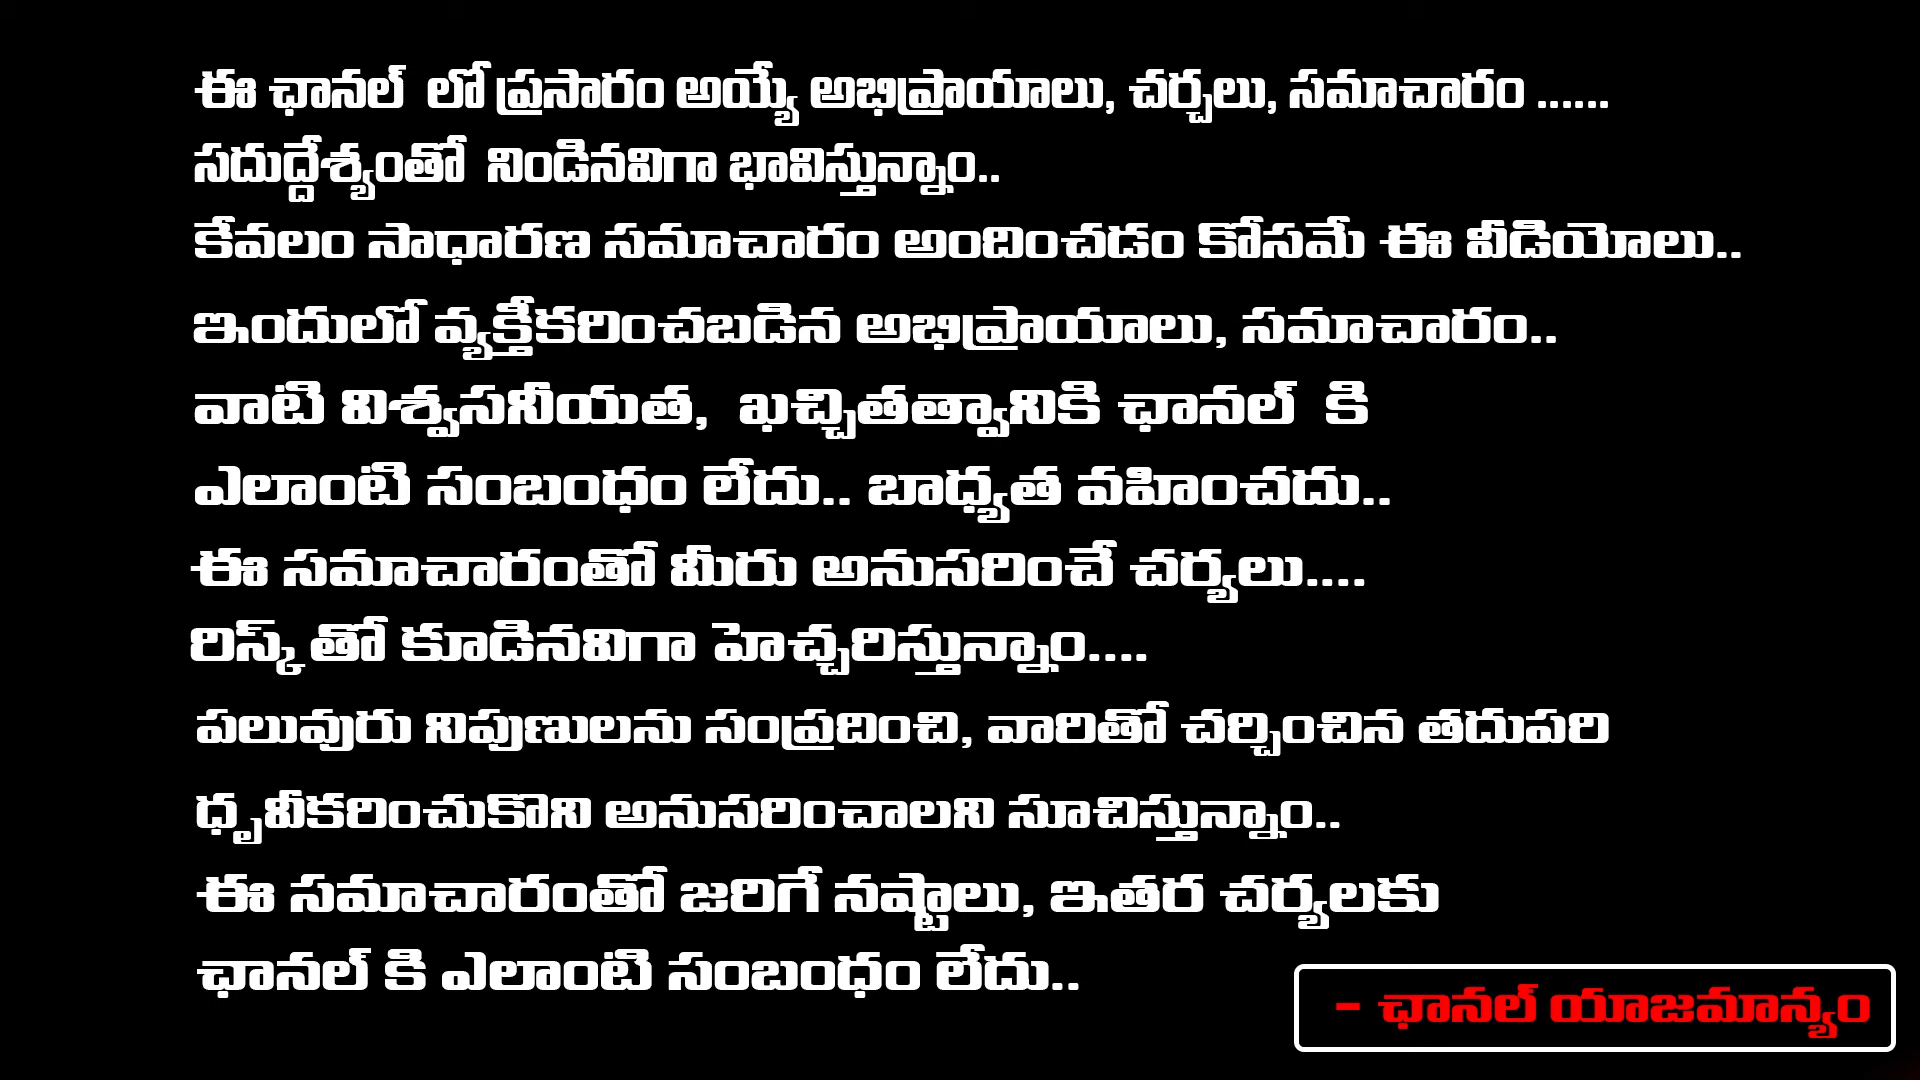 ఈ ఛానల్ లో ప్రసారం అయ్యే అభిప్రాయాలు, చర్చలు, సమాచారం ......
సదుద్దేశ్యంతో నిండినవిగా భావిస్తున్నాం..
కేవలం సాధారణ సమాచారం అందించడం కోసమే ఈ వీడియోలు..
ఇందులో వ్యక్తీకరించబడిన అభిప్రాయాలు, సమాచారం..
వాటి విశ్వసనీయత, ఖచ్చితత్వానికి ఛానల్ కి
ఎలాంటి సంబంధం లేదు.. బాధ్యత వహించదు..
ఈ సమాచారంతో మీరు అనుసరించే చర్యలు....
రిస్క్ తో కూడినవిగా హెచ్చరిస్తున్నాం....
పలువురు నిపుణులను సంప్రదించి, వారితో చర్చించిన తదుపరి
ధృవీకరించుకొని అనుసరించాలని సూచిస్తున్నాం..
ఈ సమాచారంతో జరిగే నష్టాలు, ఇతర చర్యలకు
ఛానల్ కి ఎలాంటి సంబంధం లేదు..
- ఛానల్ యాజమాన్యం